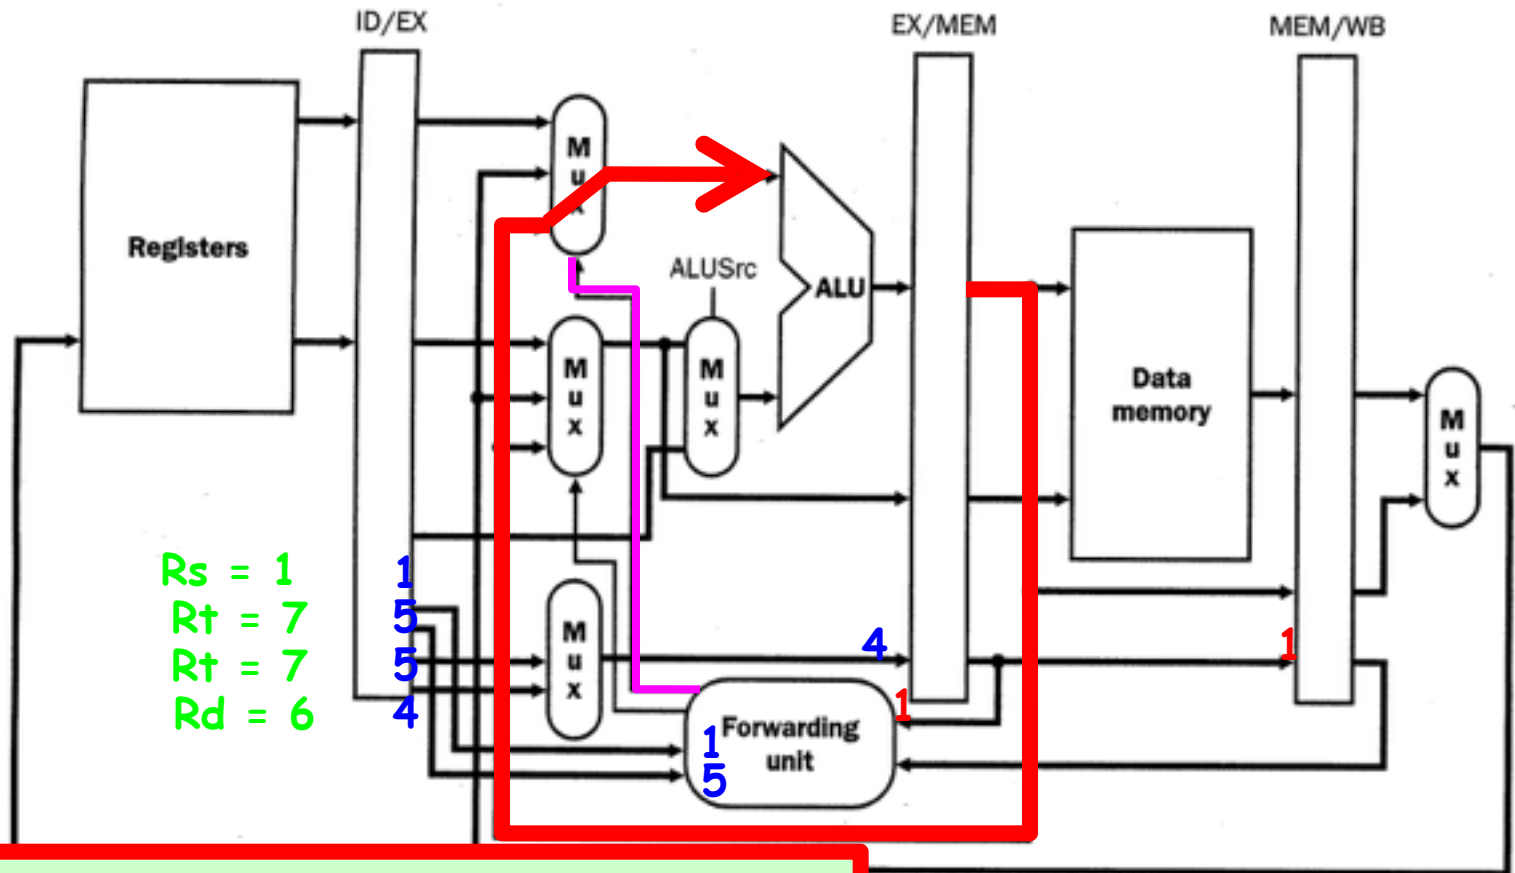 ID/EX
EX/MEM
MEM/WB
Registers
M
u
x
ALUSrc
ALU
M
u
x
M
u
x
Data
memory
M
u
x
Rs = 1
1
Rt = 7
5
Rt = 7
5
Rd = 6
4
M
u
x
4
1
1
Forwarding
unit
1
5